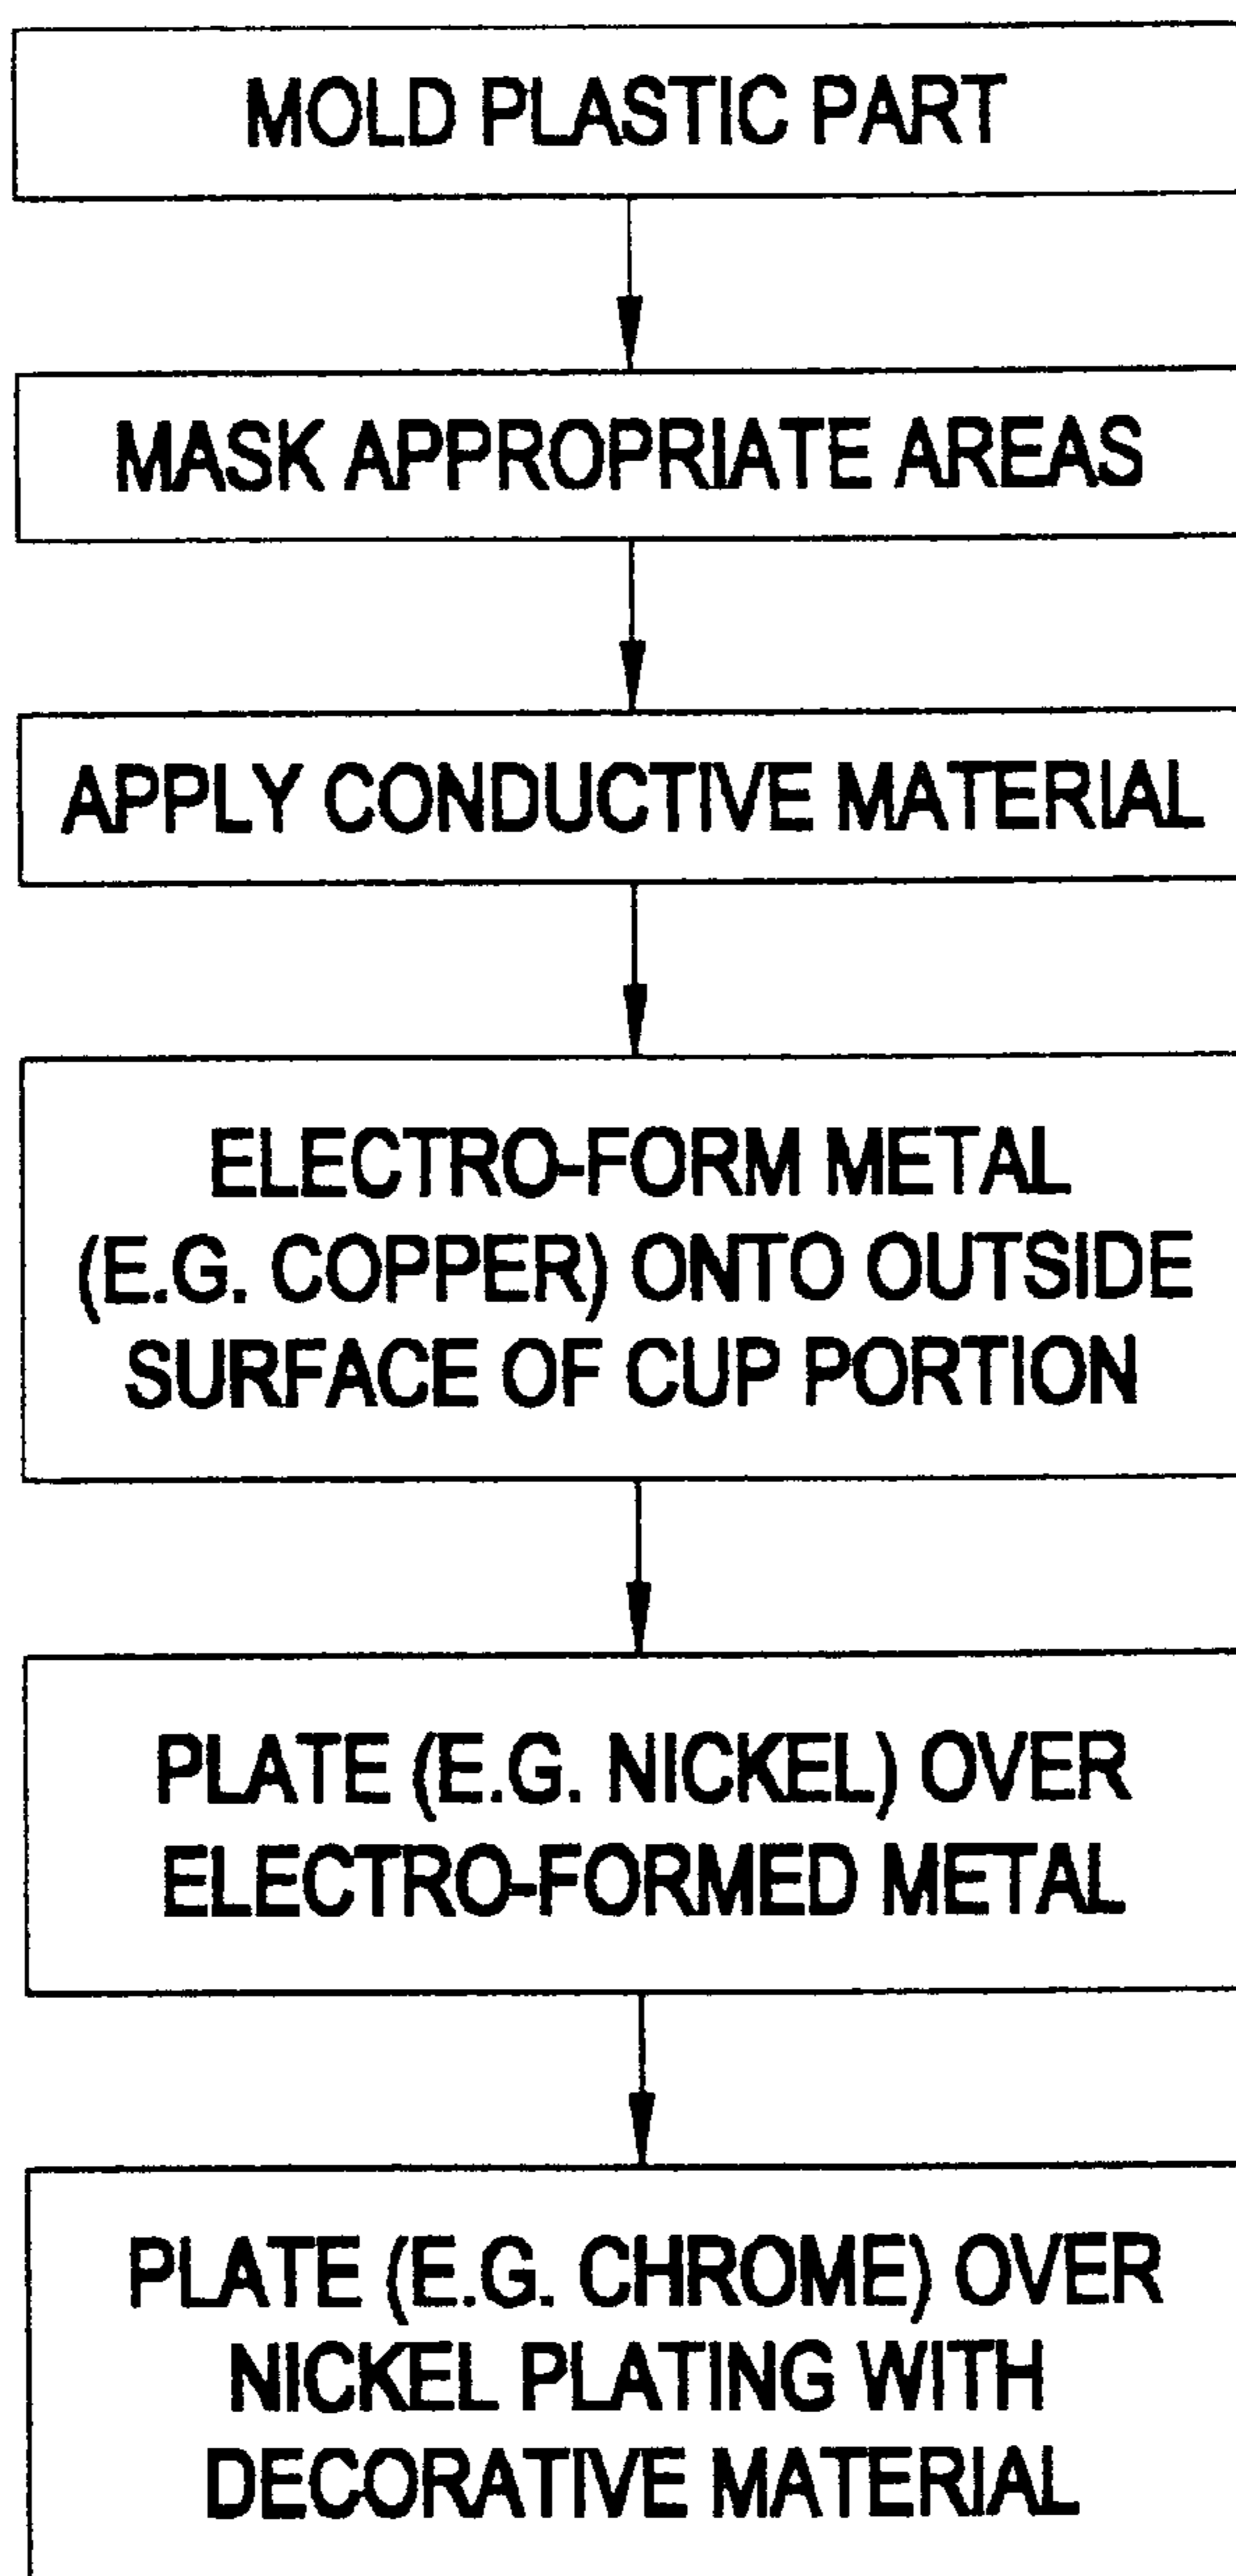 MOLD PLASTIC PART
MASK APPROPRIATE AREAS
APPLY CONDUCTIVE MATERIAL
ELECTRO-FORM METAL
(E.G. COPPER) ONTO OUTSIDE
SURFACE OF CUP PORTION
PLATE (E.G. NICKEL) OVER
ELECTRO-FORMED METAL
PLATE (E.G. CHROME) OVER
NICKEL PLATING WITH
DECORATIVE MATERIAL